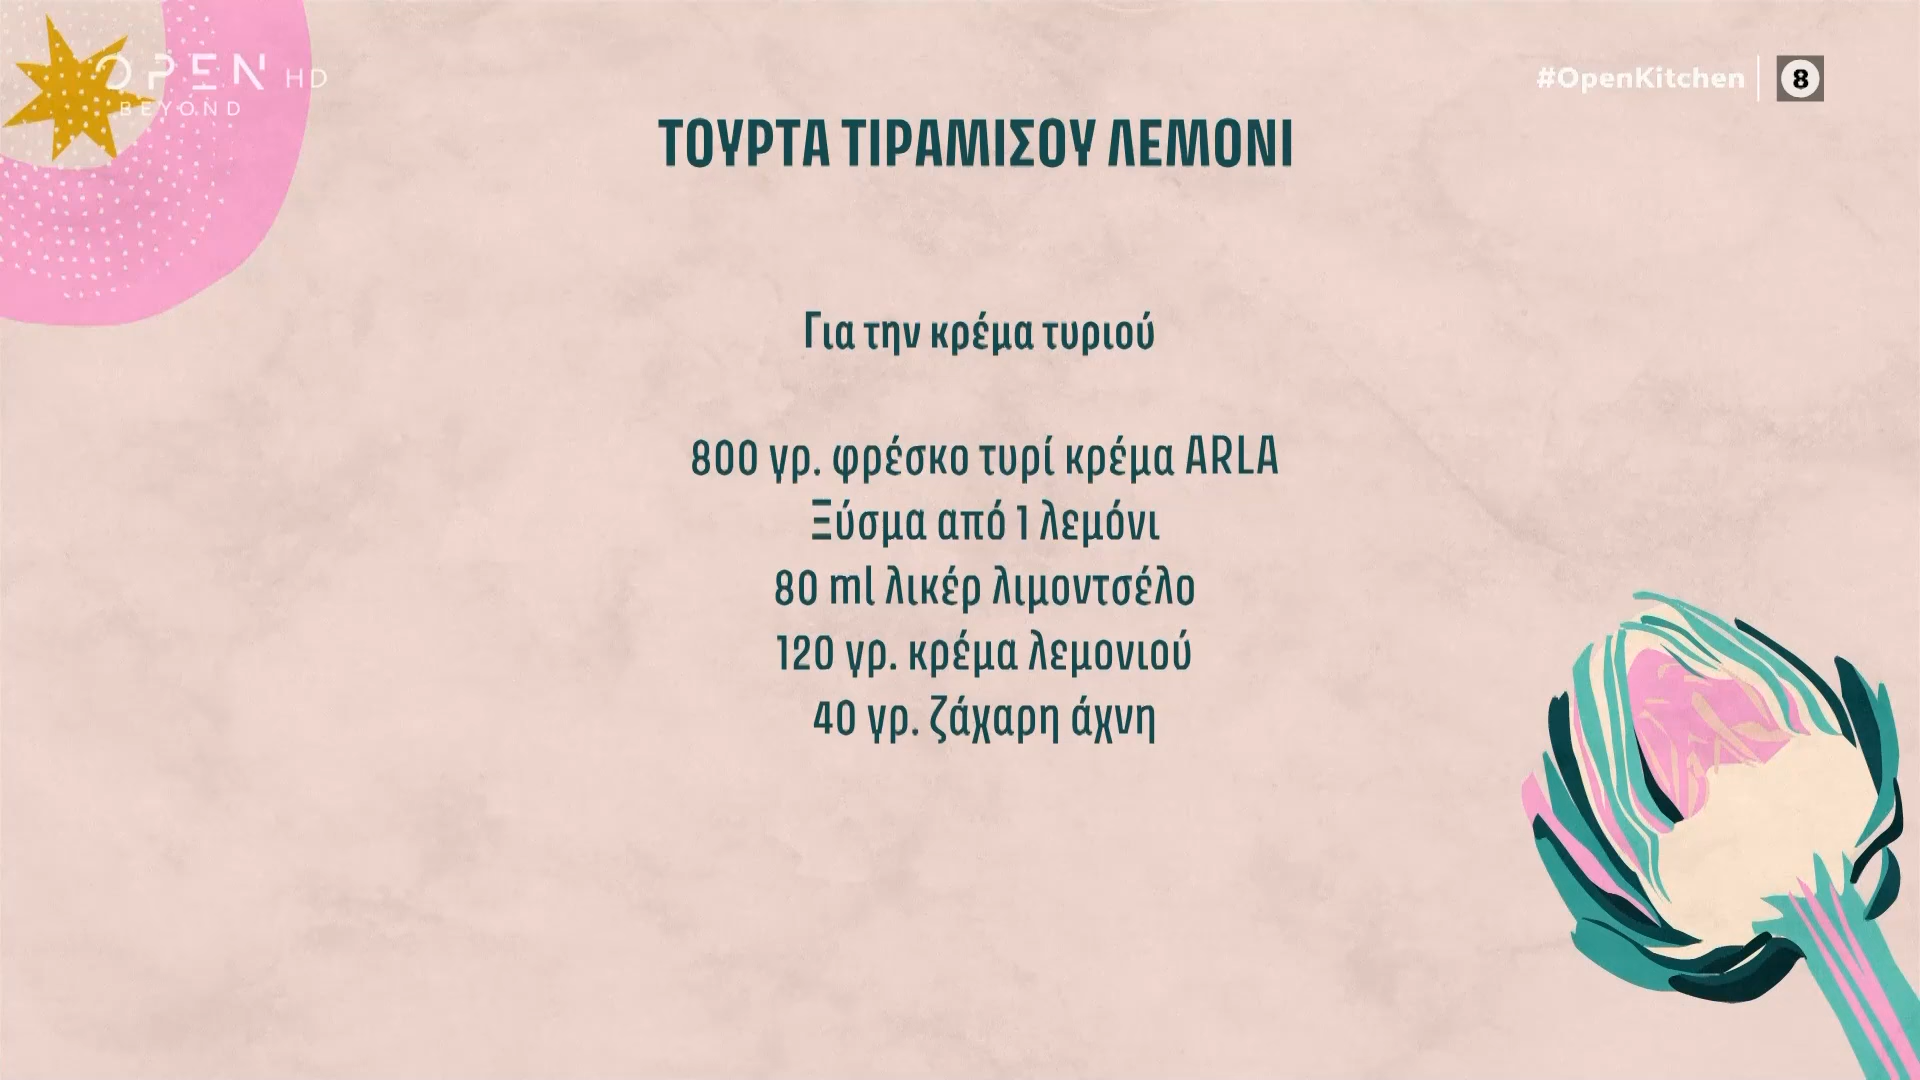 OPEN HD
BEYOND
#OpenKitchen
8
ΤΟΥΡΤΑ ΤΙΡΑΜΙΣΟΥ ΛΕΜΟΝΙ
Για την κρέμα τυριού
800 γρ. φρέσκο τυρί κρέμα ARLA
Ξύσμα από 1 λεμόνι
80 ml λικέρ λιμοντσέλο
120 γρ. κρέμα λεμονιού
40 γρ. ζάχαρη άχνη